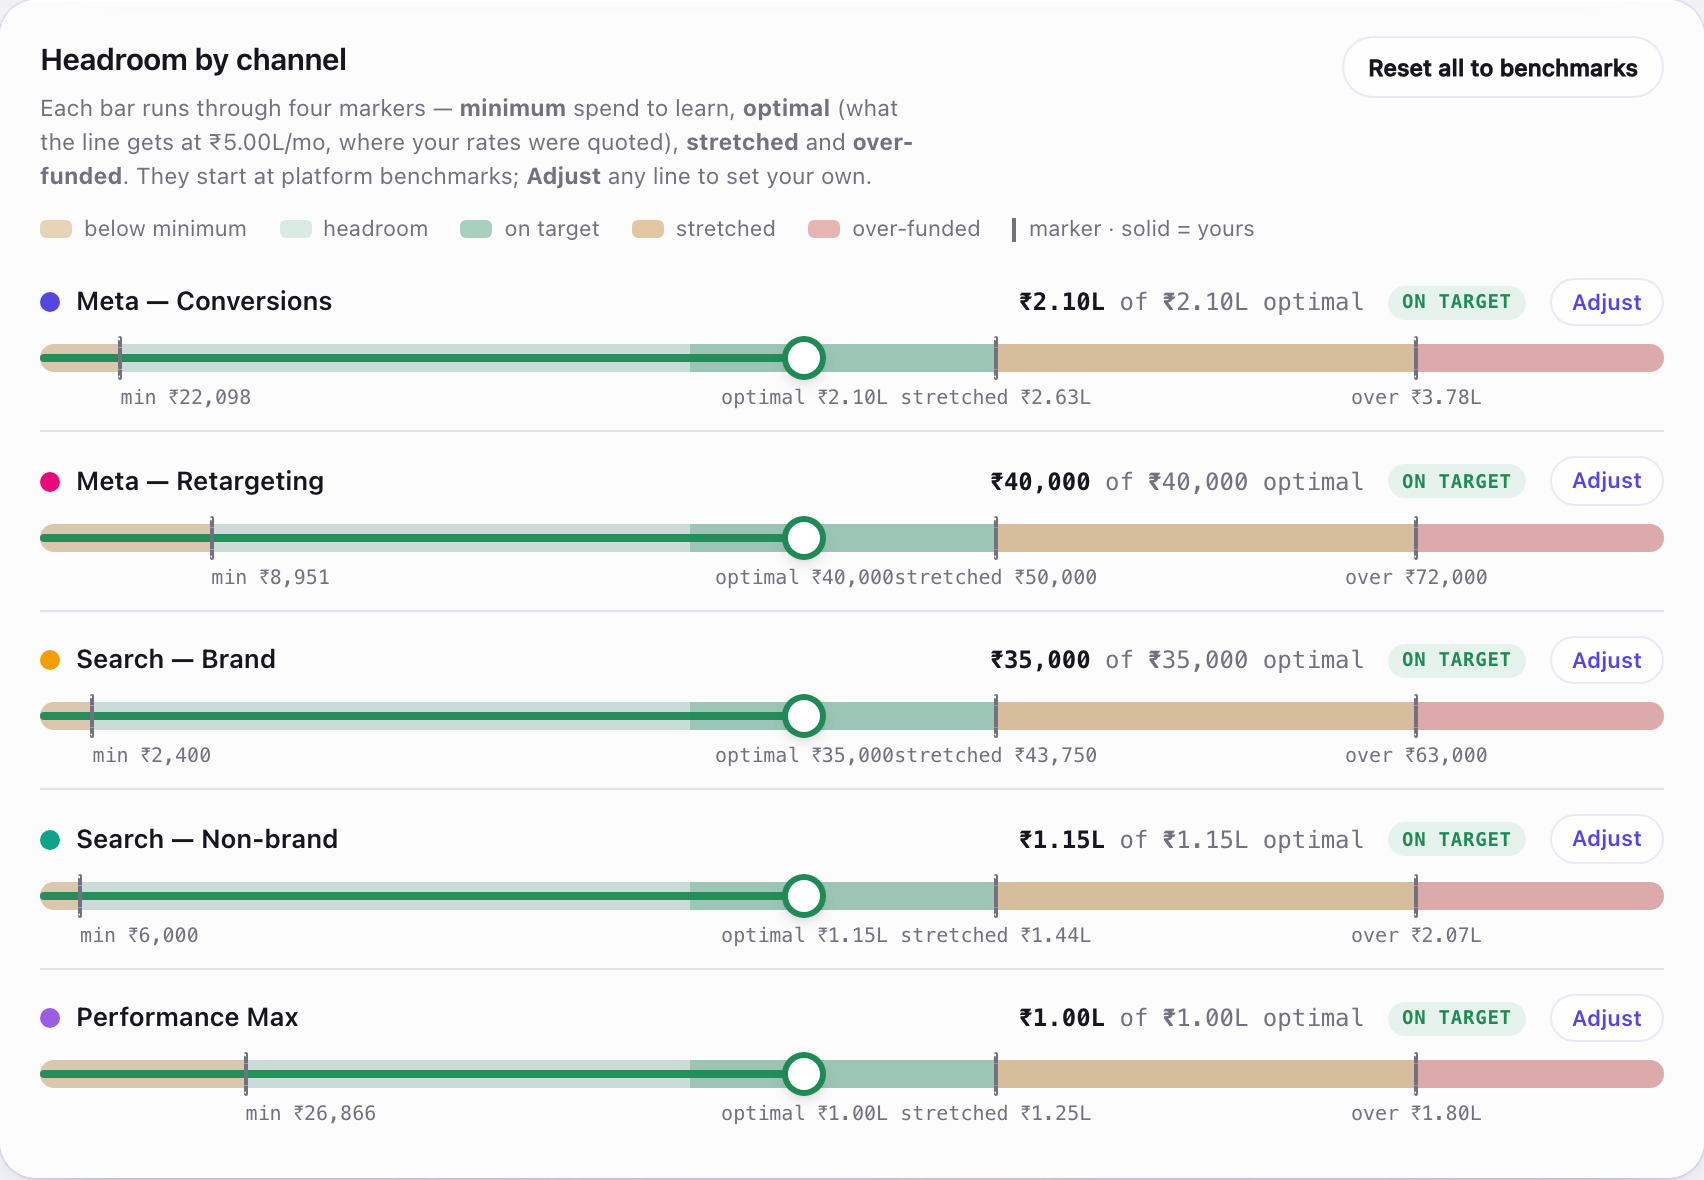 Headroom by channel
Reset all to benchmarks
Each bar runs through four markers — minimum spend to learn, optimal (what
the line gets at ₹5.00L/mo, where your rates were quoted), stretched and over-
funded. They start at platform benchmarks; Adjust any line to set your own.
below minimum headroom on target stretched over-funded marker · solid = yours
Meta — Conversions ₹2.10L of ₹2.10L optimal ON TARGET Adjust
min ₹22,098 optimal ₹2.10L stretched ₹2.63L over ₹3.78L
Meta — Retargeting ₹40,000 of ₹40,000 optimal ON TARGET Adjust
min ₹8,951 optimal ₹40,000 stretched ₹50,000 over ₹72,000
Search — Brand ₹35,000 of ₹35,000 optimal ON TARGET Adjust
min ₹2,400 optimal ₹35,000 stretched ₹43,750 over ₹63,000
Search — Non-brand ₹1.15L of ₹1.15L optimal ON TARGET Adjust
min ₹6,000 optimal ₹1.15L stretched ₹1.44L over ₹2.07L
Performance Max ₹1.00L of ₹1.00L optimal ON TARGET Adjust
min ₹26,866 optimal ₹1.00L stretched ₹1.25L over ₹1.80L